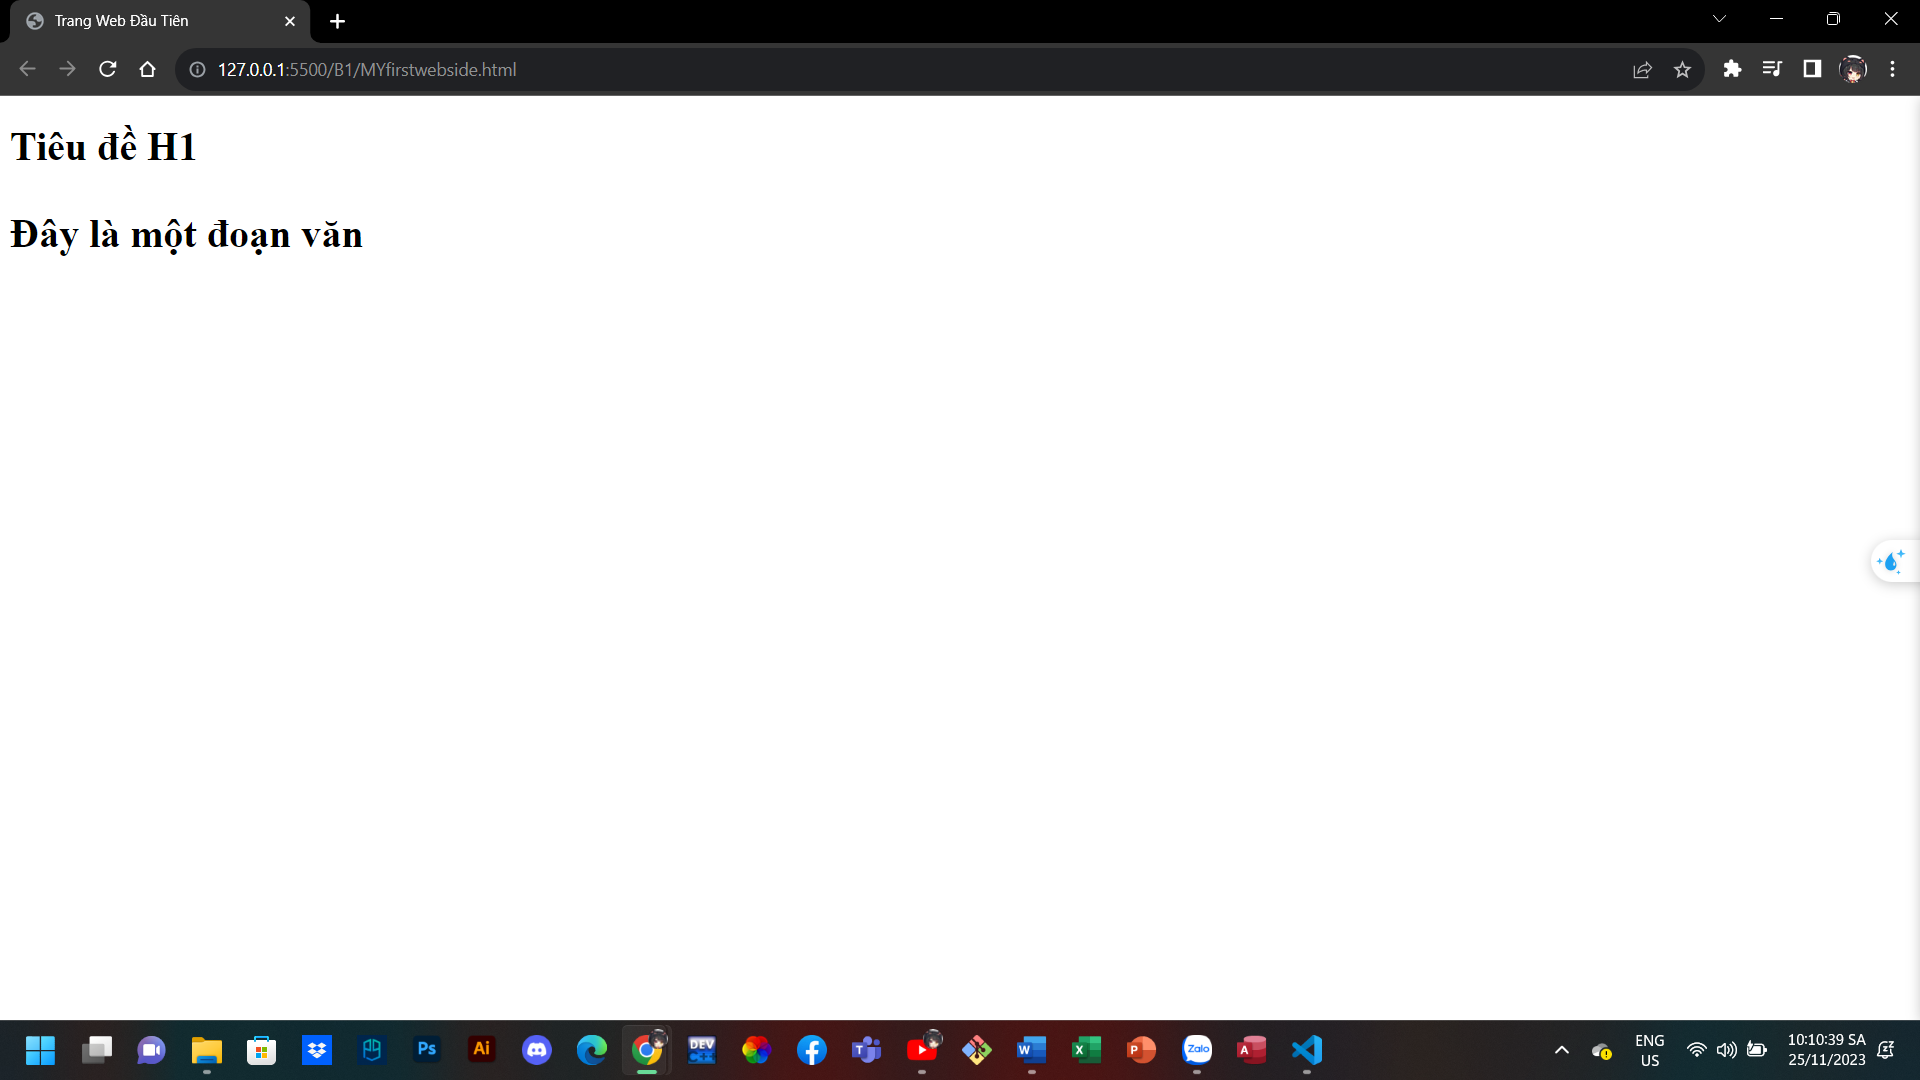 Trang Web Đầu Tiên
127.0.0.1:5500/B1/MYfirstwebside.html
Tiêu đề H1
Đây là một đoạn văn
Ps
Ai
DEV
C++
T
W
X
P
Zalo
A
ENG
US
10:10:39 SA
25/11/2023